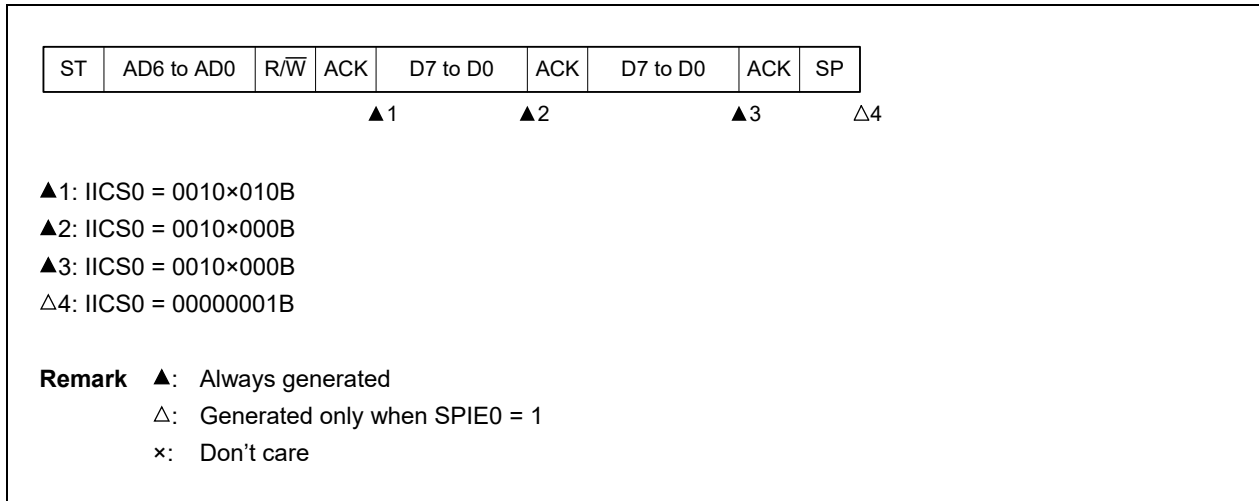 ST AD6 to AD0 R/W̅ ACK D7 to D0 ACK D7 to D0 ACK SP
▲1 ▲2 ▲3 △4
▲1: IICS0 = 0010×010B
▲2: IICS0 = 0010×000B
▲3: IICS0 = 0010×000B
△4: IICS0 = 00000001B
Remark ▲: Always generated
△: Generated only when SPIE0 = 1
×: Don’t care